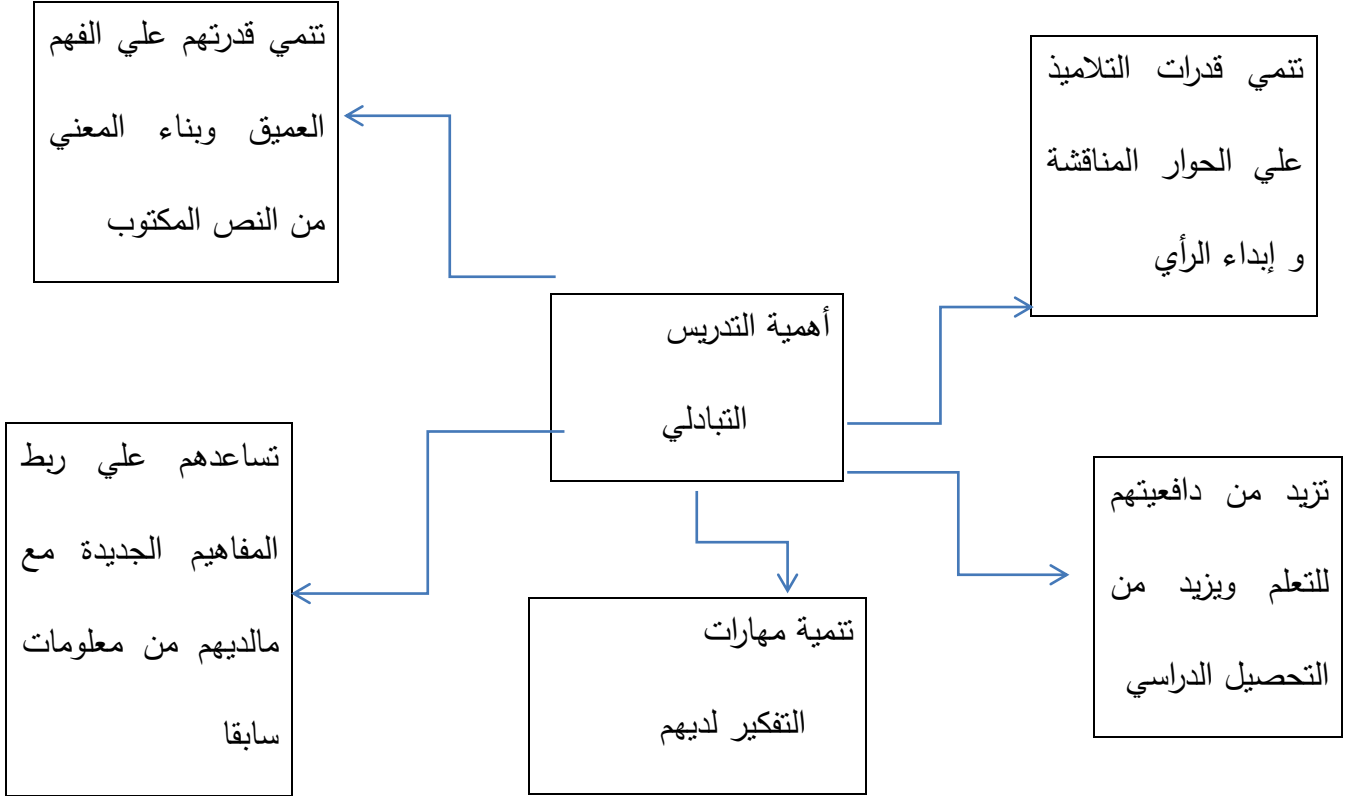 تنمي قدرات التلاميذ
علي الحوار المناقشة
و إبداء الرأي
تنمي قدرتهم علي الفهم
العميق وبناء المعني
من النص المكتوب
أهمية التدريس
التبادلي
تزيد من دافعيتهم
للتعلم ويزيد من
التحصيل الدراسي
تساعدهم علي ربط
المفاهيم الجديدة مع
مالديهم من معلومات
سابقا
تنمية مهارات
التفكير لديهم